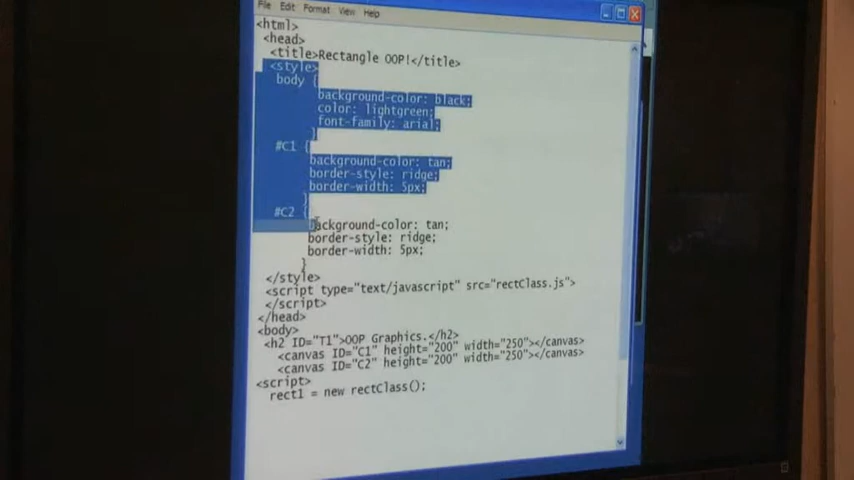 File Edit Format View Help
<html>
<head>
<title>Rectangle OOP!</title>
<style>
body {
background-color: black;
color: lightgreen;
font-family: arial;
}
#C1 {
background-color: tan;
border-style: ridge;
border-width: 5px;
}
#C2 {
background-color: tan;
border-style: ridge;
border-width: 5px;
}
</style>
<script type="text/javascript" src="rectClass.js">
</script>
</head>
<body>
<h2 ID="T1">OOP Graphics.</h2>
<canvas ID="C1" height="200" width="250"></canvas>
<canvas ID="C2" height="200" width="250"></canvas>
<script>
rect1 = new rectClass();